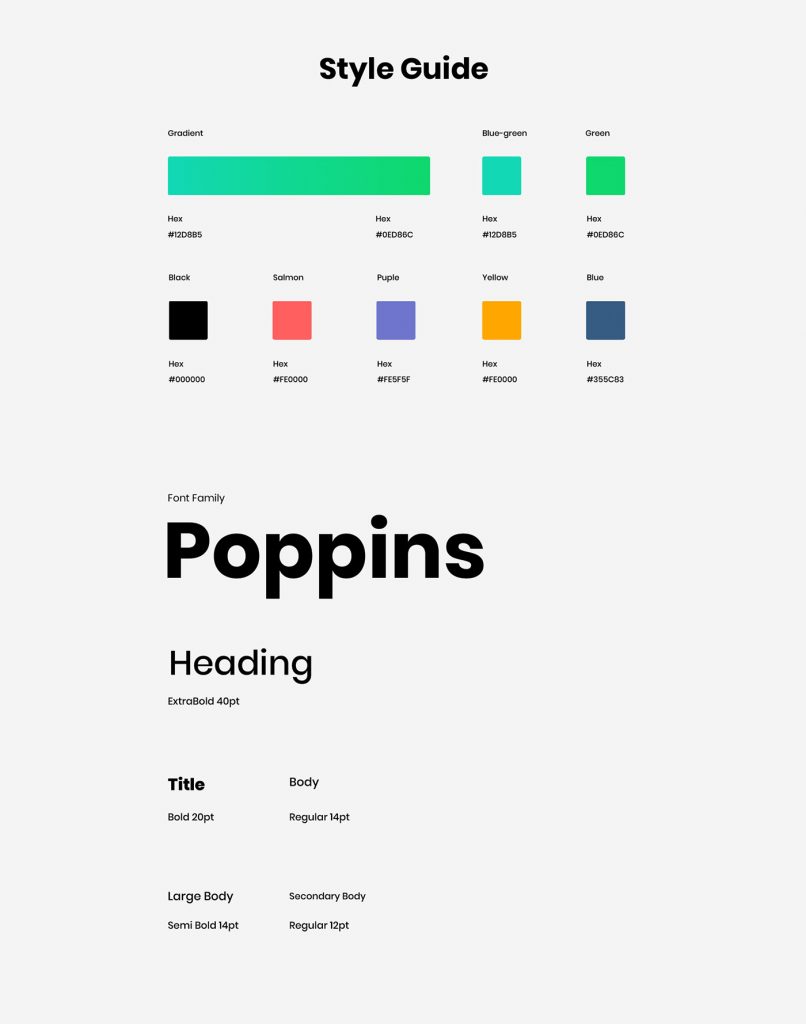 Style Guide
Gradient
Blue-green
Green
Hex
Hex
Hex
Hex
#12D8B5
#0ED86C
#12D8B5
#0ED86C
Black
Salmon
Puple
Yellow
Blue
Hex
Hex
Hex
Hex
Hex
#000000
#FE0000
#FE5F5F
#FE0000
#355C83
Font Family
Poppins
Heading
ExtraBold 40pt
Title
Body
Bold 20pt
Regular 14pt
Large Body
Secondary Body
Semi Bold 14pt
Regular 12pt